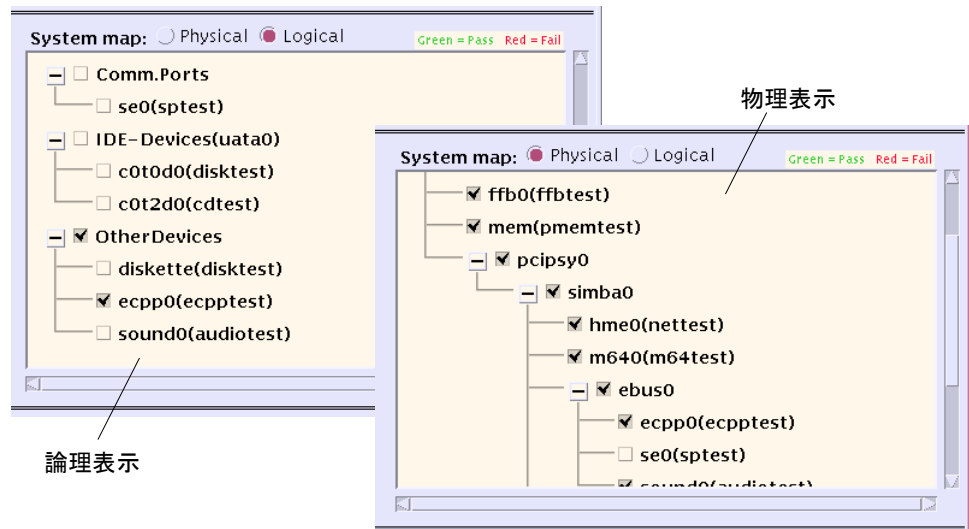 System map: Physical Logical
Green = Pass Red = Fail
Comm.Ports
se0(sptest)
IDE-Devices(uata0)
c0t0d0(disktest)
c0t2d0(cdtest)
OtherDevices
diskette(disktest)
ecpp0(ecpptest)
sound0(audiotest)
論理表示
物理表示
System map: Physical Logical
Green = Pass Red = Fail
ffb0(ffbtest)
mem(pmemtest)
pcipsy0
simba0
hme0(nettest)
m640(m64test)
ebus0
ecpp0(ecpptest)
se0(sptest)
sound0(audiotest)